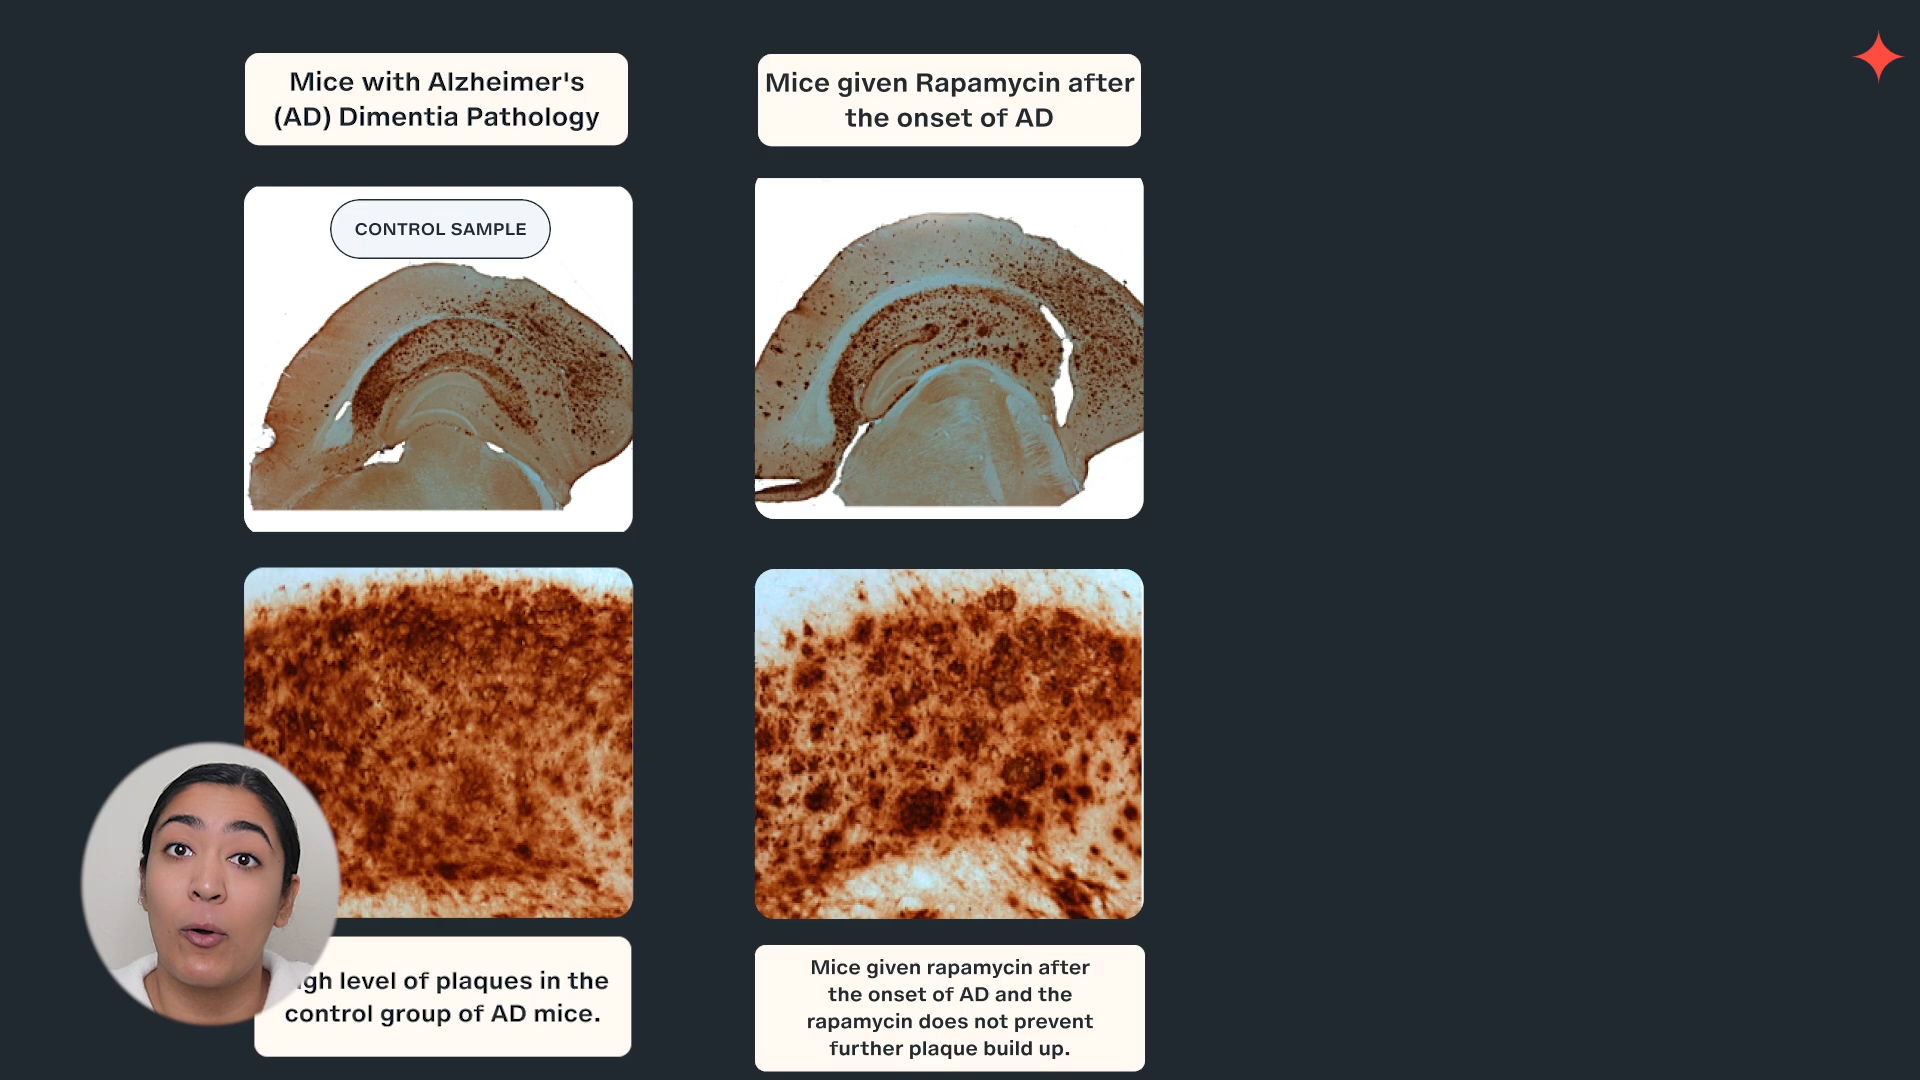 Mice with Alzheimer's
(AD) Dimentia Pathology
Mice given Rapamycin after
the onset of AD
CONTROL SAMPLE
level of plaques in the
control group of AD mice.
Mice given rapamycin after
the onset of AD and the
rapamycin does not prevent
further plaque build up.